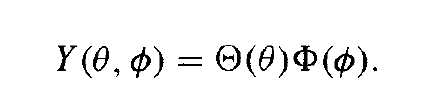 Y(θ, ϕ) = Θ(θ)Φ(ϕ).